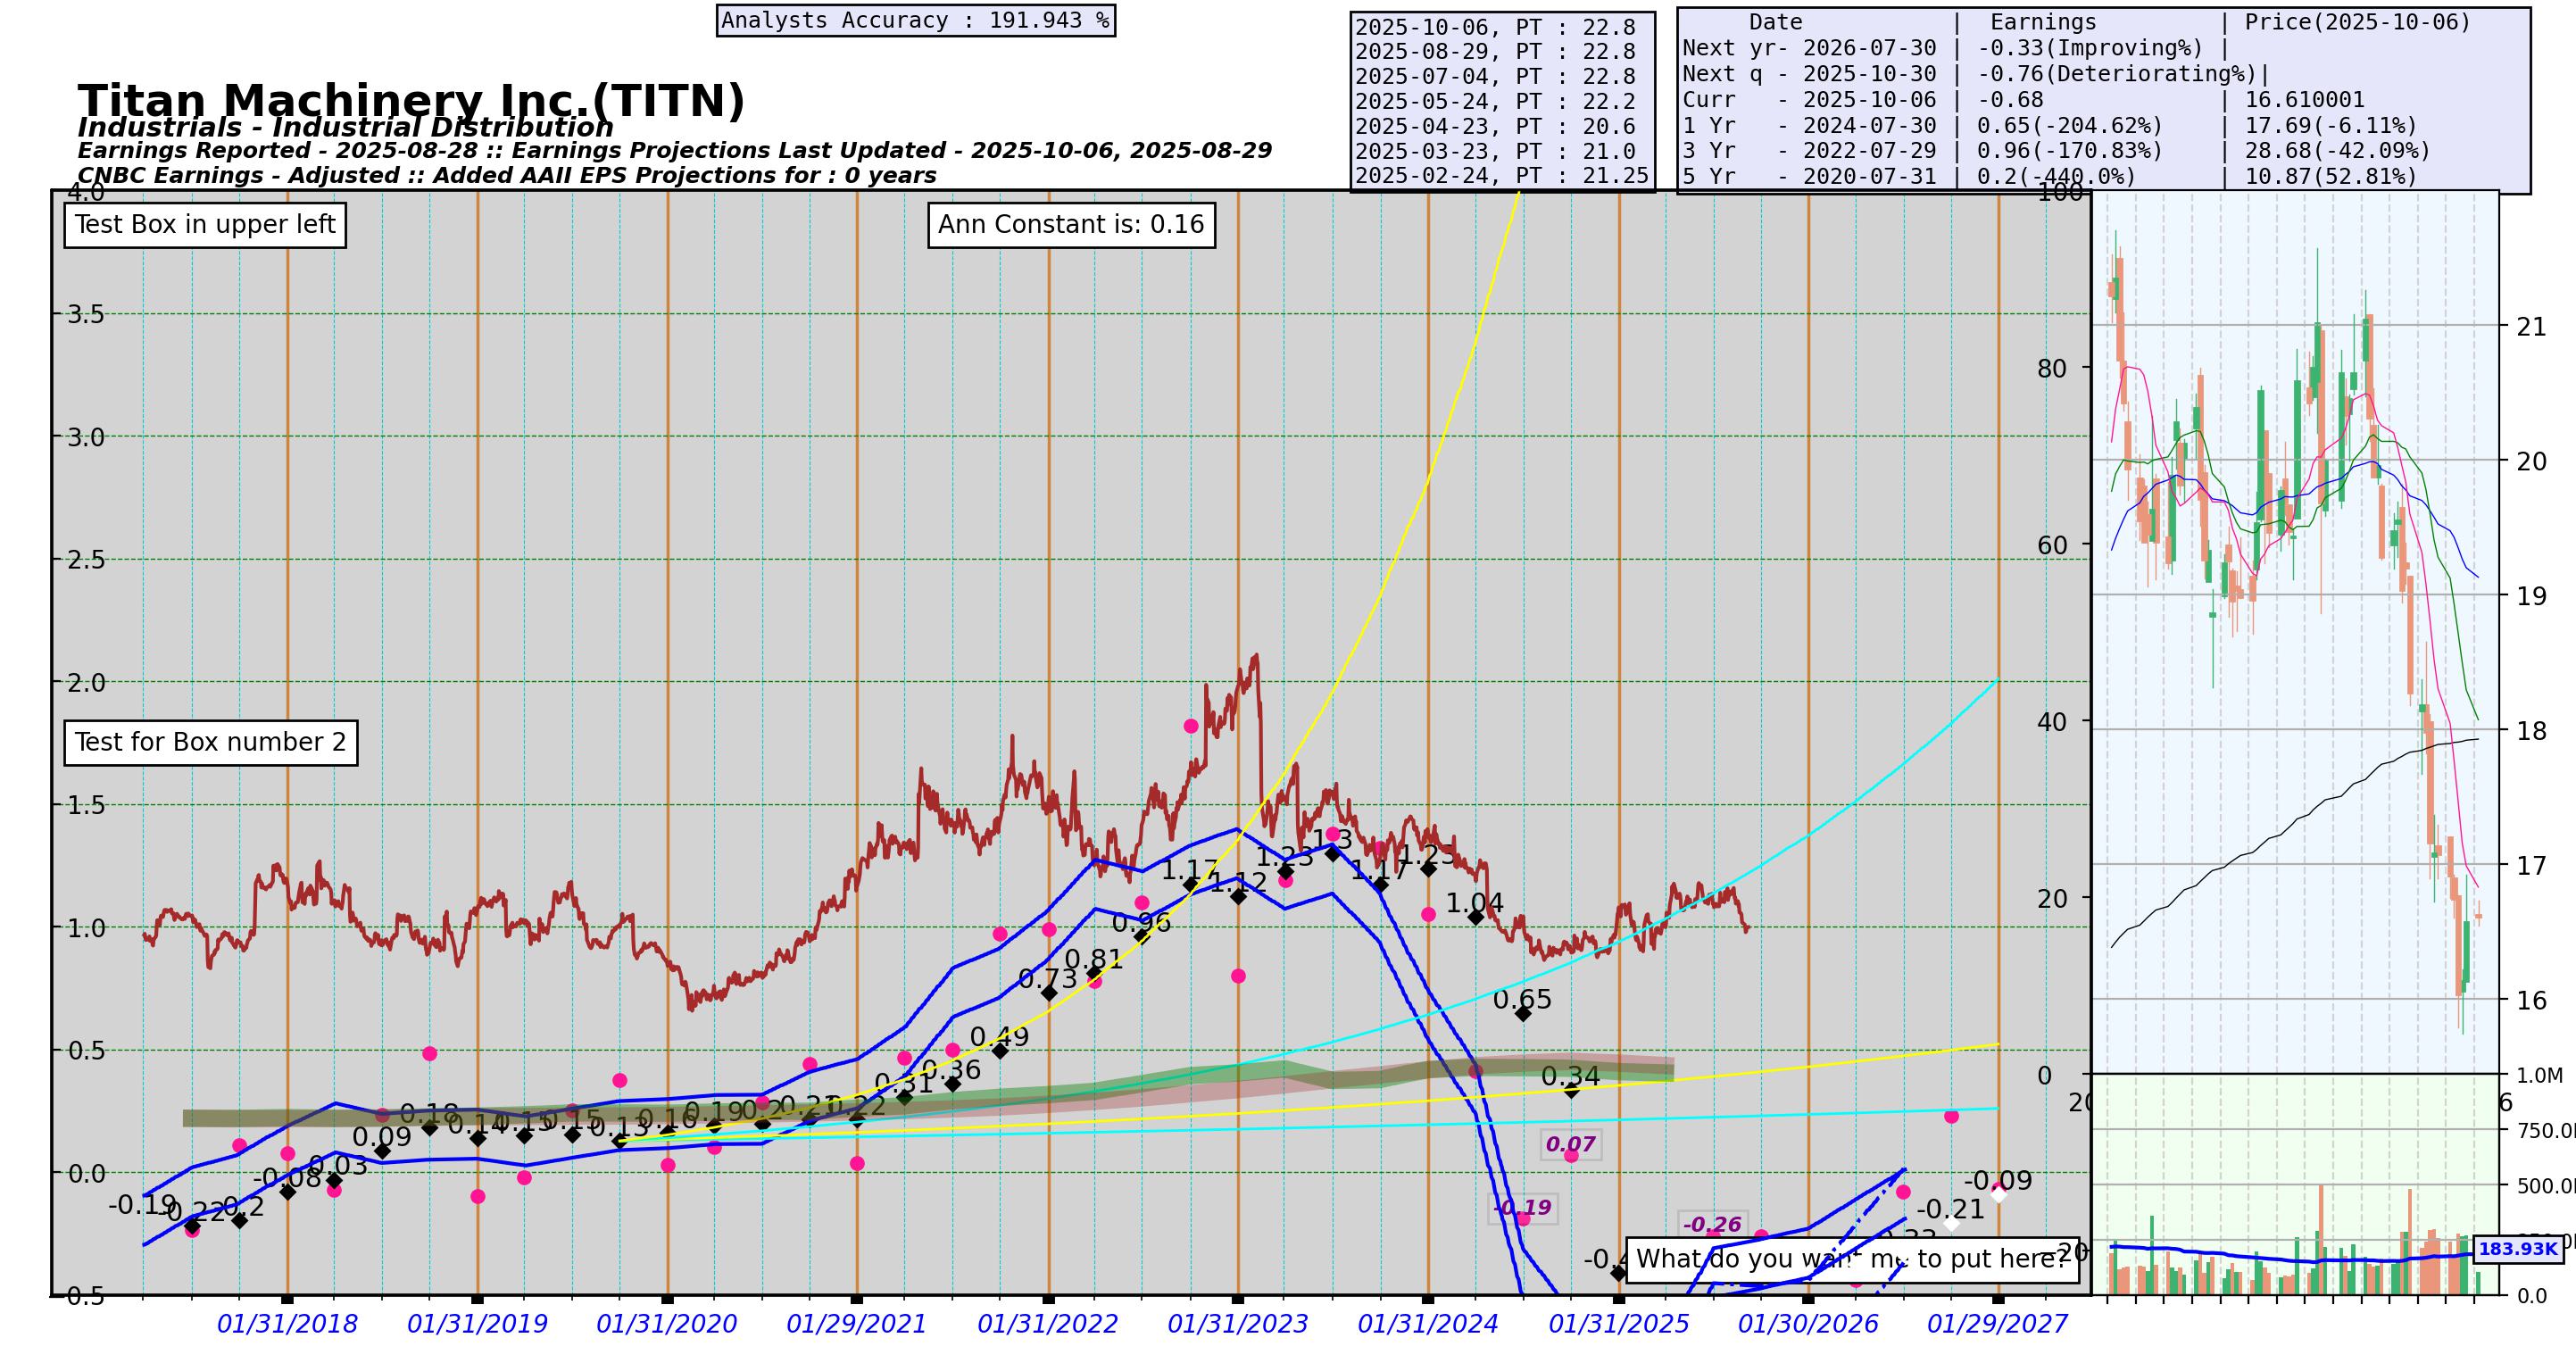 Analysts Accuracy : 191.943 %
2025-10-06, PT : 22.8
2025-08-29, PT : 22.8
2025-07-04, PT : 22.8
2025-05-24, PT : 22.2
2025-04-23, PT : 20.6
2025-03-23, PT : 21.0
2025-02-24, PT : 21.25
Date | Earnings | Price(2025-10-06)
Next yr- 2026-07-30 | -0.33(Improving%) |
Next q - 2025-10-30 | -0.76(Deteriorating%)|
Curr - 2025-10-06 | -0.68 | 16.610001
1 Yr - 2024-07-30 | 0.65(-204.62%) | 17.69(-6.11%)
3 Yr - 2022-07-29 | 0.96(-170.83%) | 28.68(-42.09%)
5 Yr - 2020-07-31 | 0.2(-440.0%) | 10.87(52.81%)
Titan Machinery Inc.(TITN)
Industrials - Industrial Distribution
Earnings Reported - 2025-08-28 :: Earnings Projections Last Updated - 2025-10-06, 2025-08-29
CNBC Earnings - Adjusted :: Added AAII EPS Projections for : 0 years
Test Box in upper left
Ann Constant is: 0.16
Test for Box number 2
What do you want me to put here?
4.0
3.5
3.0
2.5
2.0
1.5
1.0
0.5
0.0
-0.5
100
80
60
40
20
0
-20
21
20
19
18
17
16
1.0M
0.0
183.93K
-0.19
-0.22
-0.2
-0.08
-0.03
0.09
0.18
0.14
0.15
0.15
0.13
0.16
0.19
0.2
0.22
0.31
0.36
0.49
0.73
0.81
0.96
1.17
1.12
1.23
1.3
1.17
1.23
1.04
0.65
0.34
0.07
-0.19
-0.26
-0.21
-0.09
01/31/2018
01/31/2019
01/31/2020
01/29/2021
01/31/2022
01/31/2023
01/31/2024
01/31/2025
01/30/2026
01/29/2027